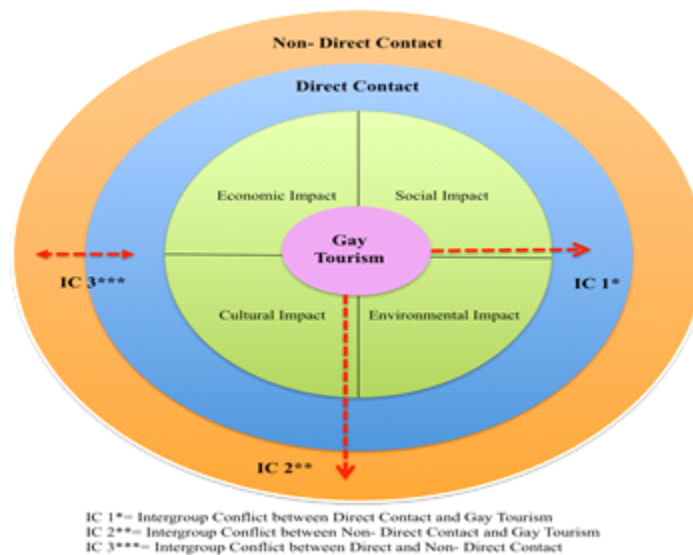 Non- Direct Contact
Direct Contact
Economic Impact
Social Impact
Gay
Tourism
IC 3***
IC 1*
Cultural Impact
Environmental Impact
IC 2**
IC 1*= Intergroup Conflict between Direct Contact and Gay Tourism
IC 2**= Intergroup Conflict between Non- Direct Contact and Gay Tourism
IC 3***= Intergroup Conflict between Direct and Non- Direct Contact